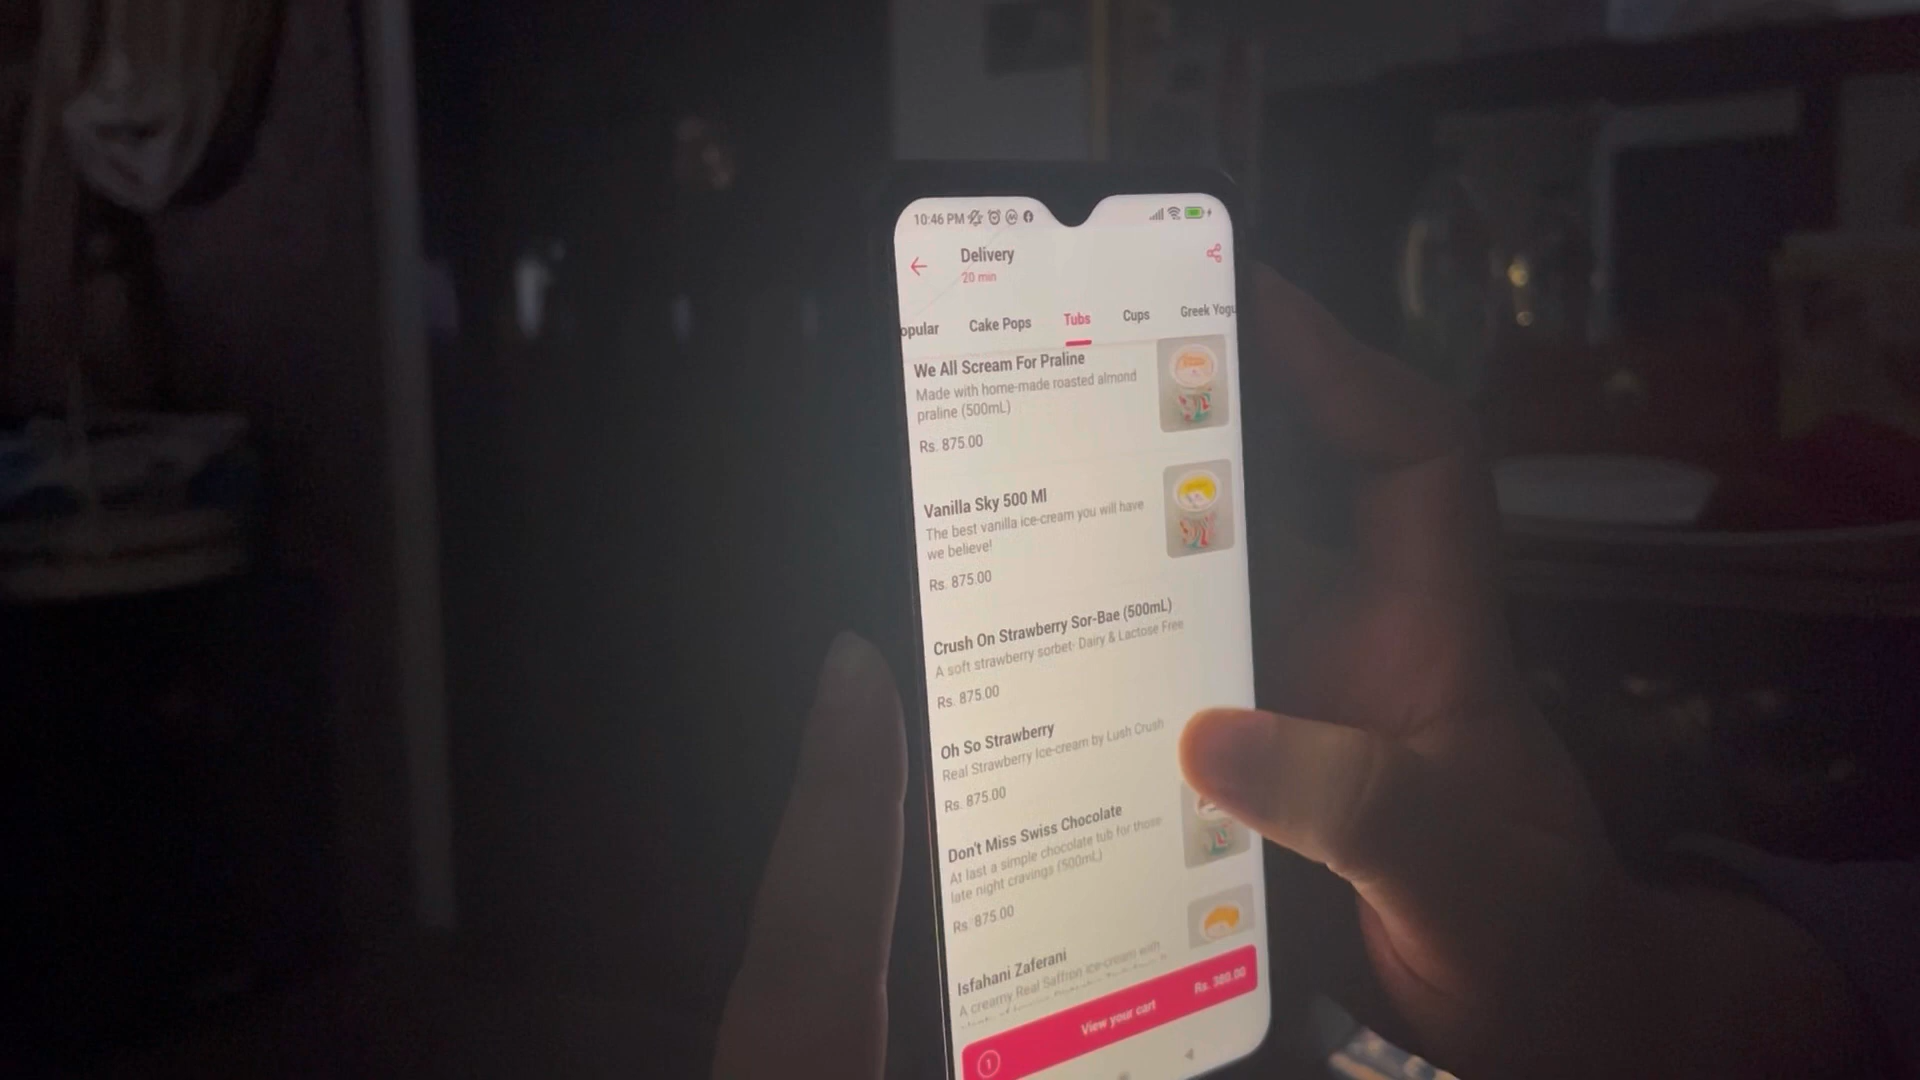 10:46 PM
Delivery
20 min
opular Cake Pops Tubs Cups Greek Yogu
We All Scream For Praline
Made with home-made roasted almond
praline (500mL)
Rs. 875.00
Vanilla Sky 500 Ml
The best vanilla ice-cream you will have
we believe!
Rs. 875.00
Crush On Strawberry Sor-Bae (500mL)
A soft strawberry sorbet- Dairy & Lactose Free
Rs. 875.00
Oh So Strawberry
Real Strawberry Ice-cream by Lush Crush
Rs. 875.00
Don't Miss Swiss Chocolate
At last a simple chocolate tub for those
late night cravings (500mL)
Rs. 875.00
Isfahani Zaferani
A creamy Real Saffron ice-cream with
1 View your cart Rs.